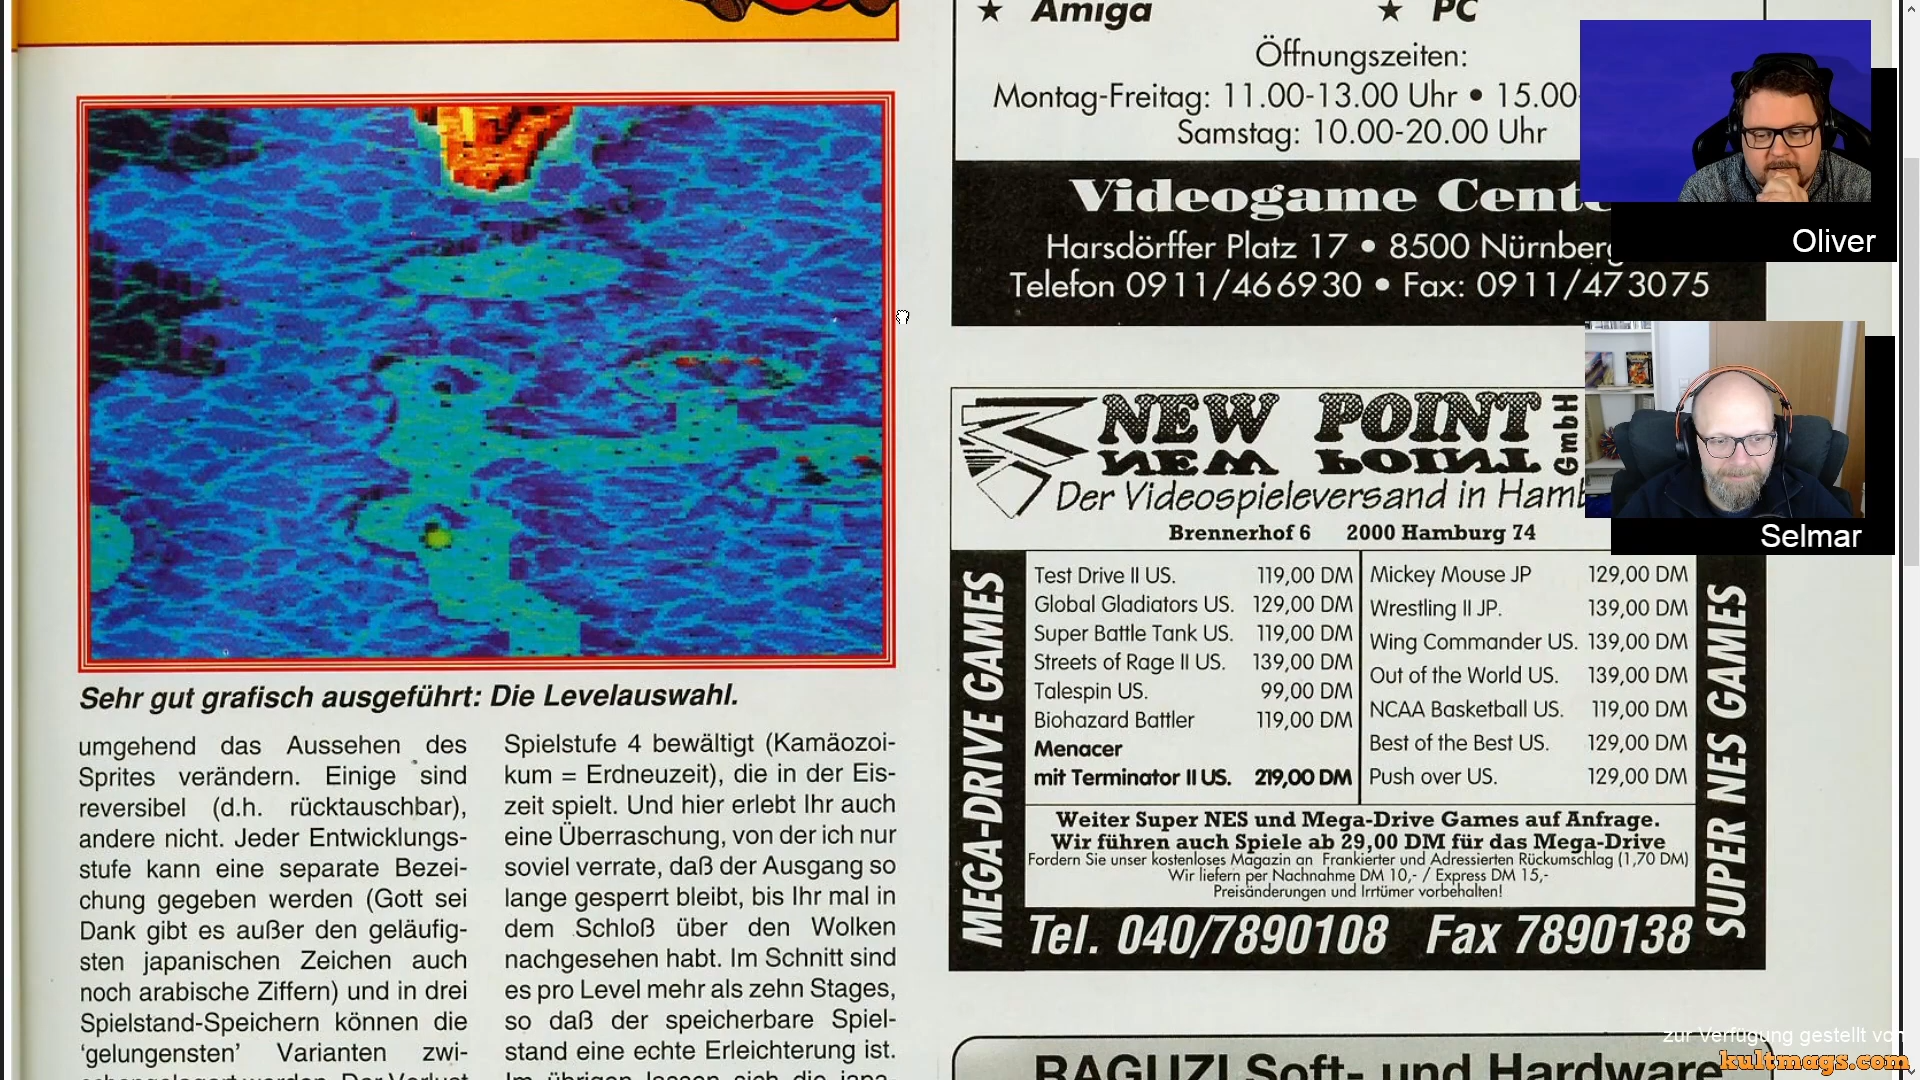 ★ Amiga ★ PC
Öffnungszeiten:
Montag-Freitag: 11.00-13.00 Uhr • 15.00-
Samstag: 10.00-20.00 Uhr
Videogame
Harsdörffer Platz 17 • 8500 Nürnberg
Telefon 0911/466930 • Fax: 0911/473075
Oliver
Selmar
Sehr gut grafisch ausgeführt: Die Levelauswahl.
umgehend das Aussehen des
Sprites verändern. Einige sind
reversibel (d.h. rücktauschbar),
andere nicht. Jeder Entwicklungs-
stufe kann eine separate Bezei-
chung gegeben werden (Gott sei
Dank gibt es außer den geläufig-
sten japanischen Zeichen auch
noch arabische Ziffern) und in drei
Spielstand-Speichern können die
'gelungensten' Varianten zwi-
Spielstufe 4 bewältigt (Kamäozoi-
kum = Erdneuzeit), die in der Eis-
zeit spielt. Und hier erlebt Ihr auch
eine Überraschung, von der ich nur
soviel verrate, daß der Ausgang so
lange gesperrt bleibt, bis Ihr mal in
dem Schloß über den Wolken
nachgesehen habt. Im Schnitt sind
es pro Level mehr als zehn Stages,
so daß der speicherbare Spiel-
stand eine echte Erleichterung ist.
NEW POINT GmbH
Der Videospieleversand in
Brennerhof 6 2000 Hamburg 74
MEGA-DRIVE GAMES
Test Drive II US. 119,00 DM
Global Gladiators US. 129,00 DM
Super Battle Tank US. 119,00 DM
Streets of Rage II US. 139,00 DM
Talespin US. 99,00 DM
Biohazard Battler 119,00 DM
Menacer
mit Terminator II US. 219,00 DM
Mickey Mouse JP 129,00 DM
Wrestling II JP. 139,00 DM
Wing Commander US. 139,00 DM
Out of the World US. 139,00 DM
NCAA Basketball US. 119,00 DM
Best of the Best US. 129,00 DM
Push over US. 129,00 DM
SUPER NES GAMES
Weiter Super NES und Mega-Drive Games auf Anfrage.
Wir führen auch Spiele ab 29,00 DM für das Mega-Drive
Fordern Sie unser kostenloses Magazin an Frankierter und Adressierten Rückumschlag (1,70 DM)
Wir liefern per Nachnahme DM 10,- / Express DM 15,-
Preisänderungen und Irrtümer vorbehalten!
Tel. 040/7890108 Fax 7890138
RAGUZI Soft- und Hardware
zur Verfügung gestellt von
kultmags.com